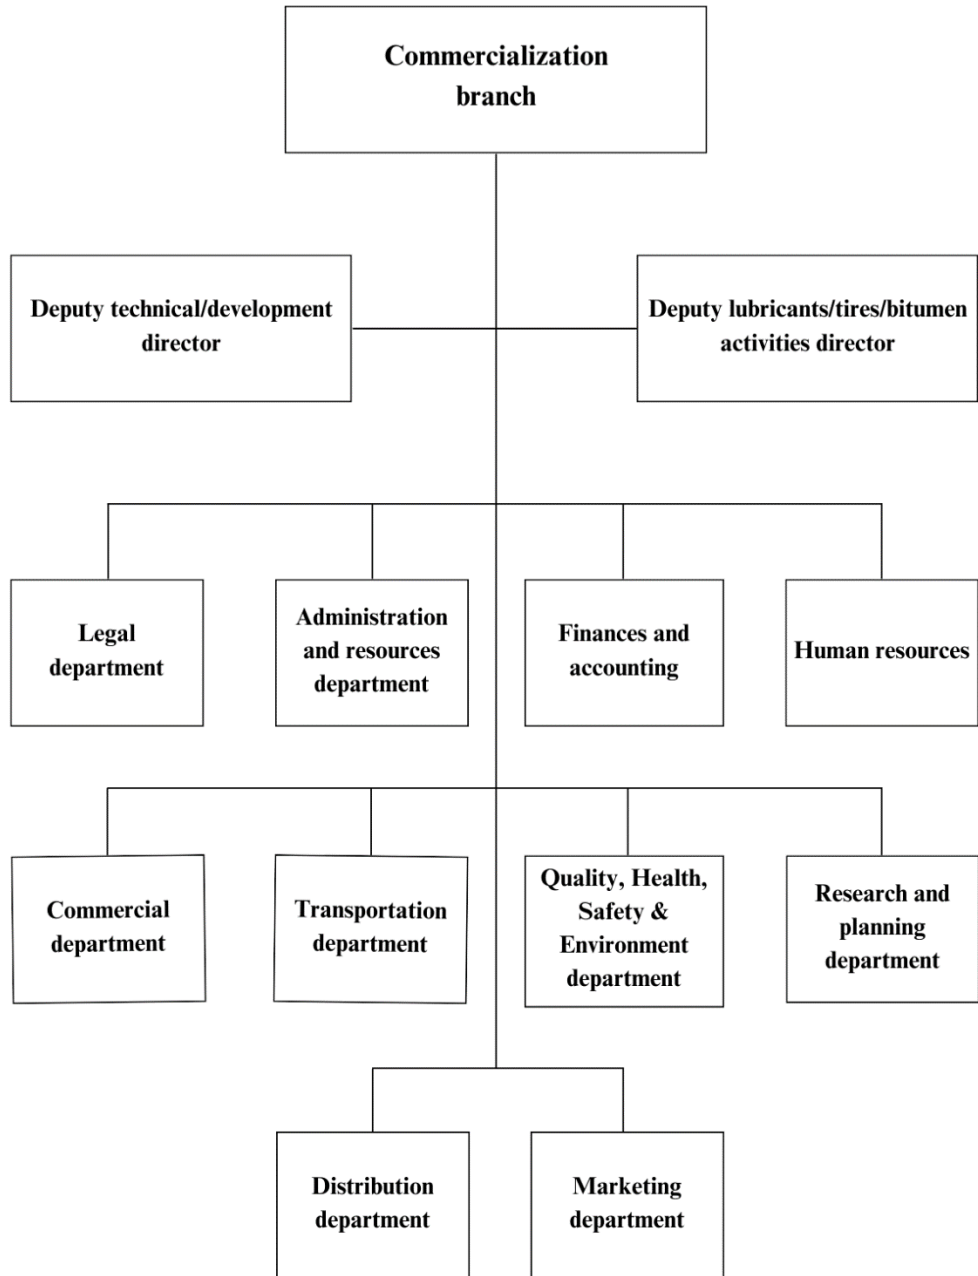 Commercialization
branch
Deputy technical/development
director
Deputy lubricants/tires/bitumen
activities director
Legal
department
Administration
and resources
department
Finances and
accounting
Human resources
Commercial
department
Transportation
department
Quality, Health,
Safety &
Environment
department
Research and
planning
department
Distribution
department
Marketing
department